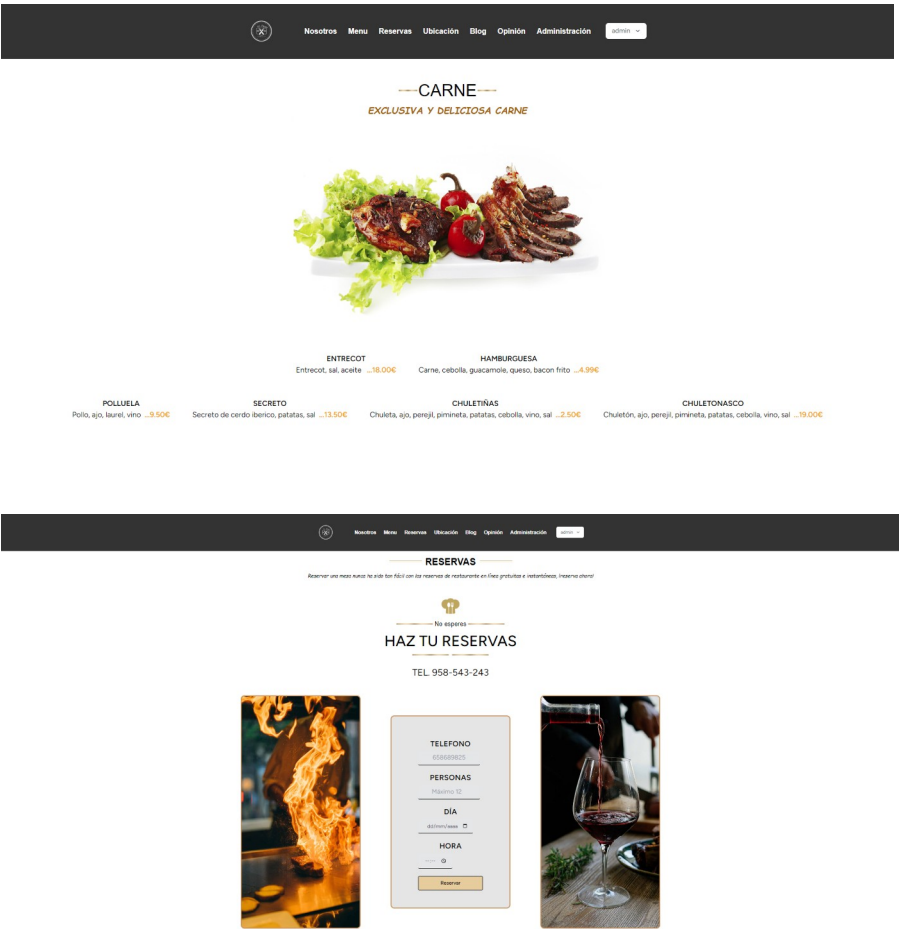 Nosotros Menu Reservas Ubicación Blog Opinión Administración admin
CARNE
EXCLUSIVA Y DELICIOSA CARNE
ENTRECOT HAMBURGUESA
Entrecot, sal, aceite ...18.00€ Carne, cebolla, guacamole, queso, bacon frito ...4.99€
POLLUELA SECRETO CHULETIÑAS CHULETONASCO
Pollo, ajo, laurel, vino ...9.50€ Secreto de cerdo iberico, patatas, sal ...13.50€ Chuleta, ajo, perejil, pimineta, patatas, cebolla, vino, sal ...2.50€ Chuletón, ajo, perejil, pimineta, patatas, cebolla, vino, sal ...19.00€
Nosotros Menu Reservas Ubicación Blog Opinión Administración admin
RESERVAS
Reservar una mesa nunca ha sido tan fácil con las reservas de restaurante en línea gratuitas e instantáneas, ¡reserva ahora!
No esperes
HAZ TU RESERVAS
TEL. 958-543-243
TELEFONO
658689825
PERSONAS
Máximo 12
DÍA
dd/mm/aaaa
HORA
--:--
Reservar